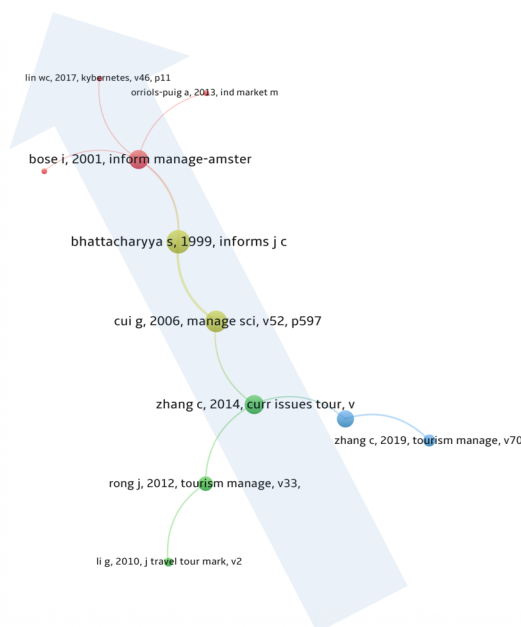 lin wc, 2017, kybernetes, v46, p11
orriols-puig a, 2013, ind market m
bose i, 2001, inform manage-amster
bhattacharyya s, 1999, informs j c
cui g, 2006, manage sci, v52, p597
zhang c, 2014, curr issues tour, v
zhang c, 2019, tourism manage, v70
rong j, 2012, tourism manage, v33,
li g, 2010, j travel tour mark, v2